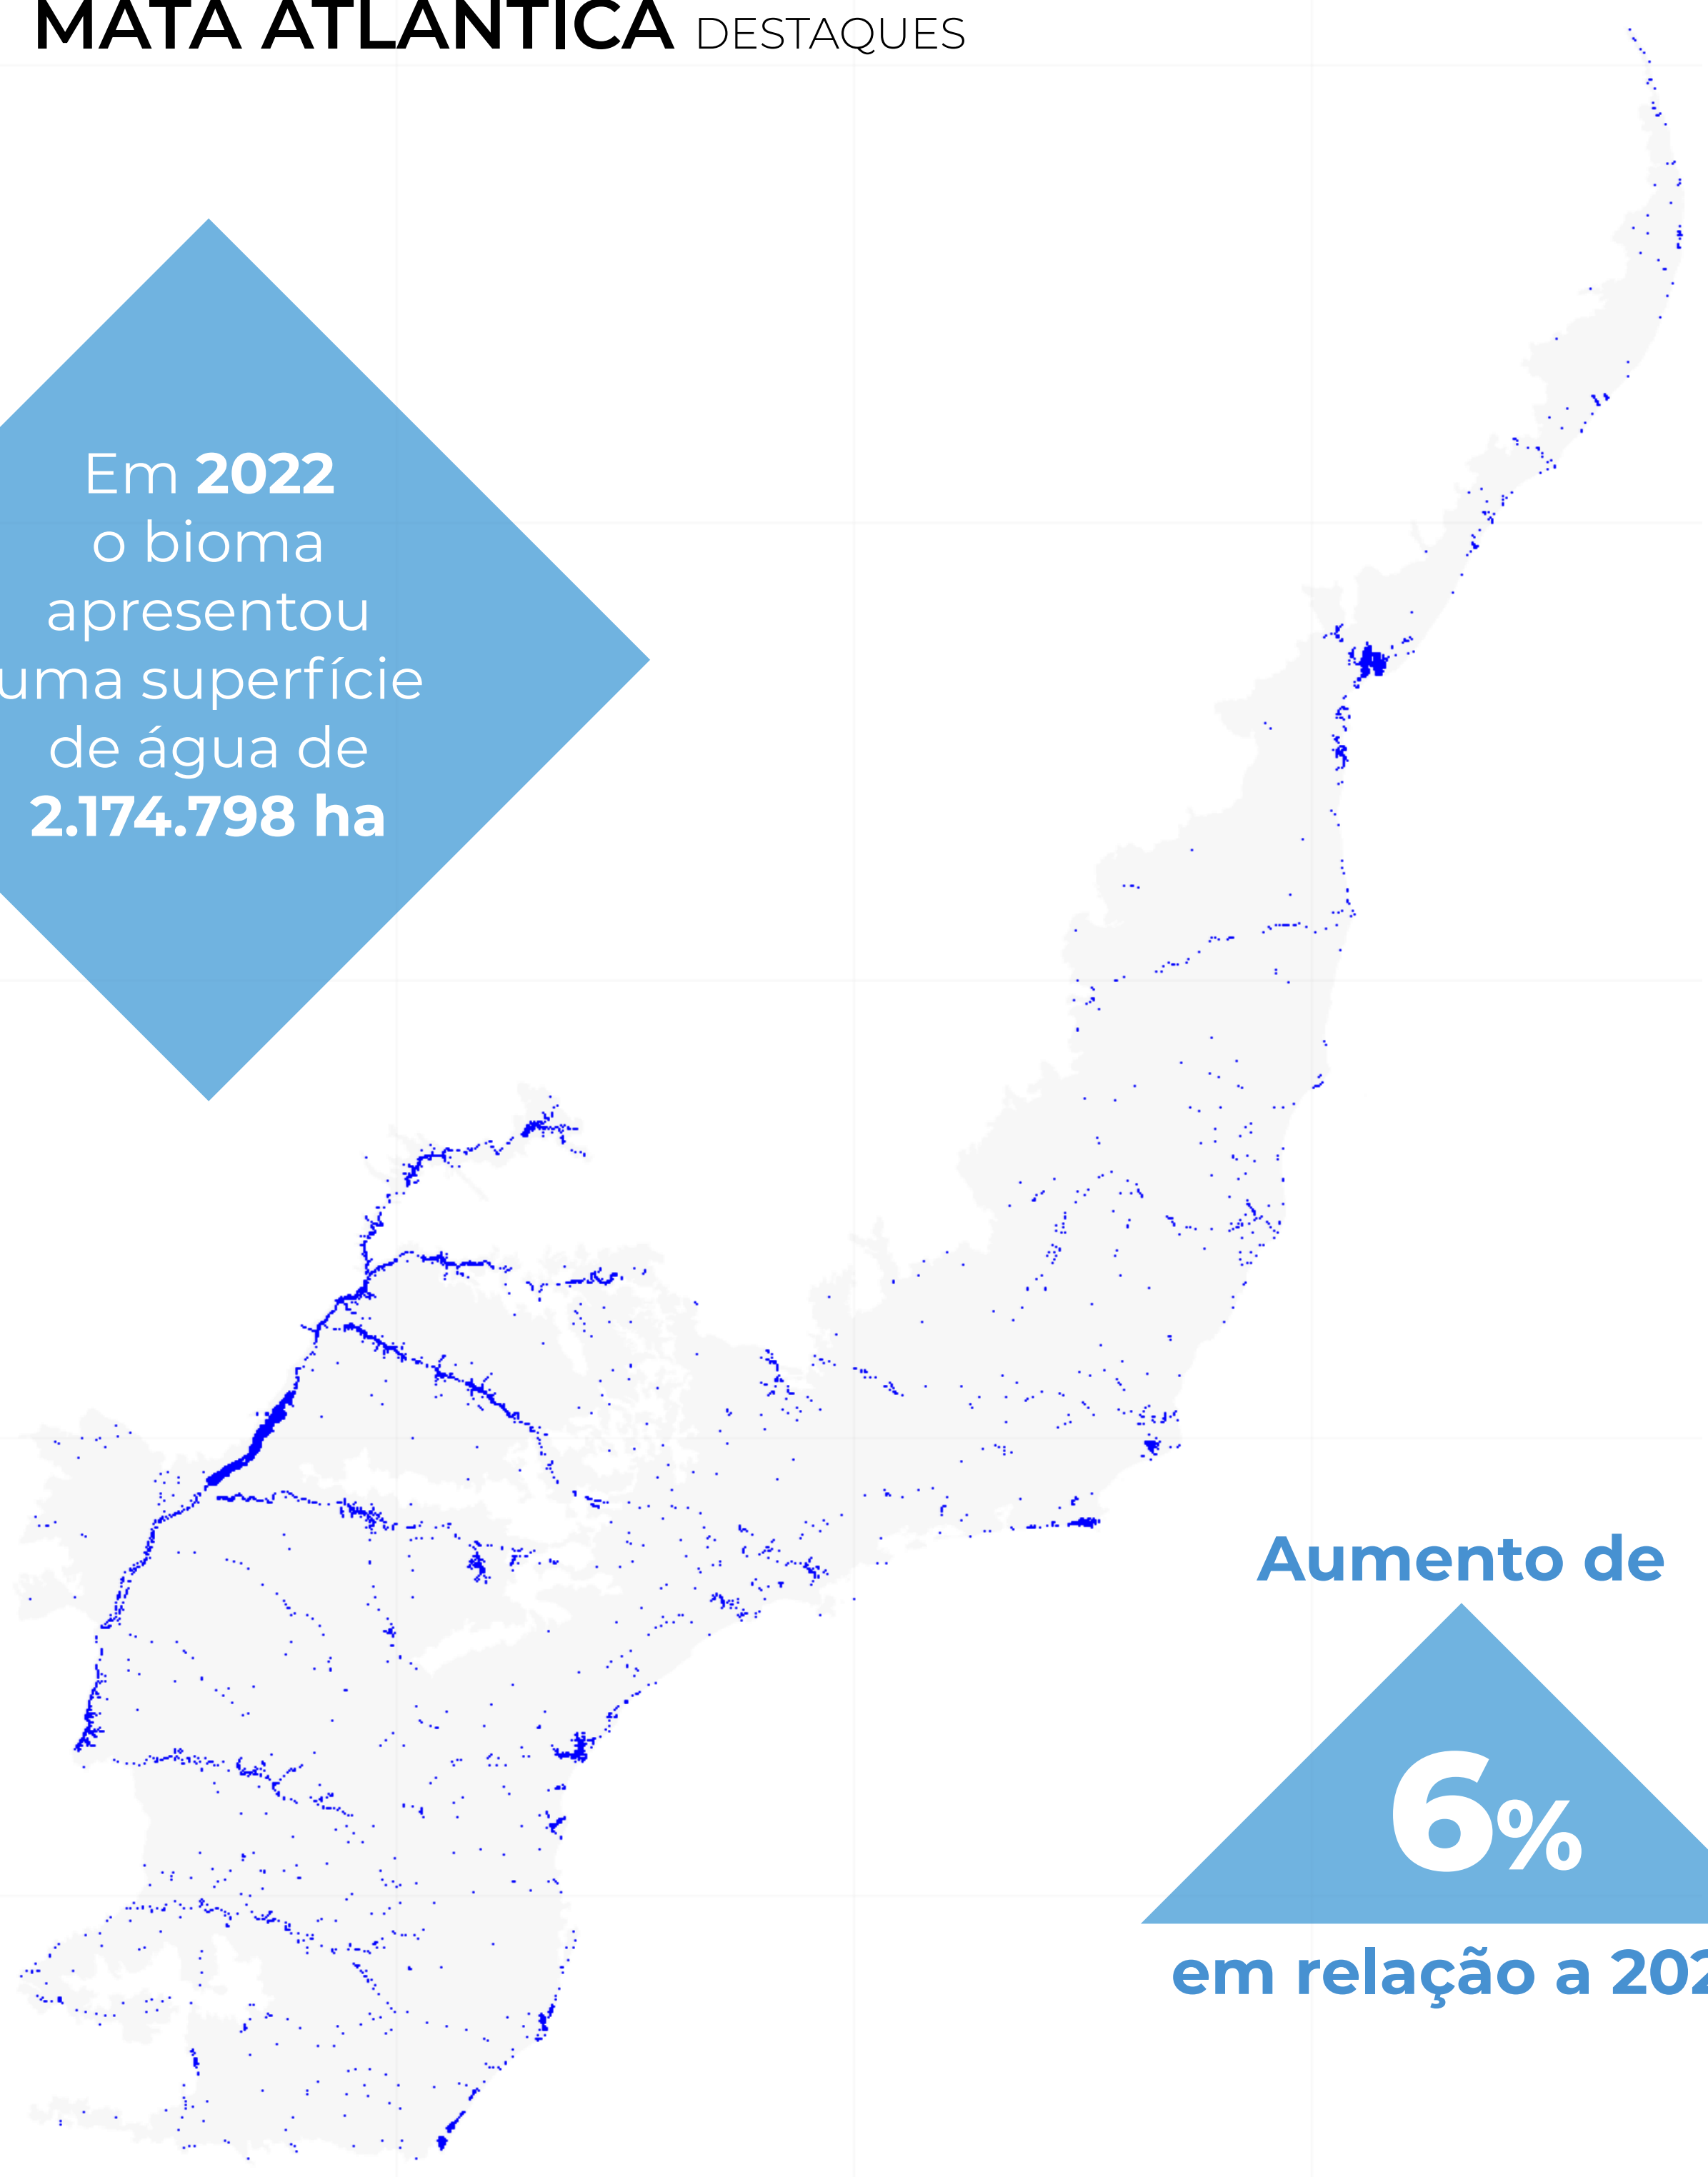 MATA ATLÂNTICA DESTAQUES
Em 2022
o bioma
apresentou
uma superfície
de água de
2.174.798 ha
Aumento de
6%
em relação a